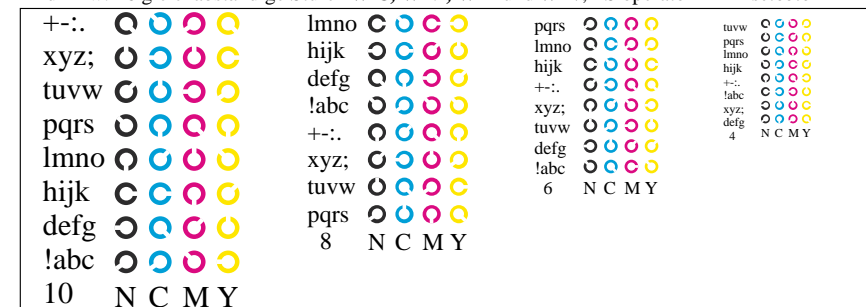 +-:.
xyz;
tuvw
pqrs
lmno
hijk
defg
!abc
10 N C M Y
lmno
hijk
defg
!abc
+-:.
xyz;
tuvw
pqrs
8 N C M Y
pqrs
lmno
hijk
+-:.
xyz;
tuvw
defg
!abc
6 N C M Y
tuvw
pqrs
lmno
hijk
+-:.
!abc
xyz;
defg
4 N C M Y